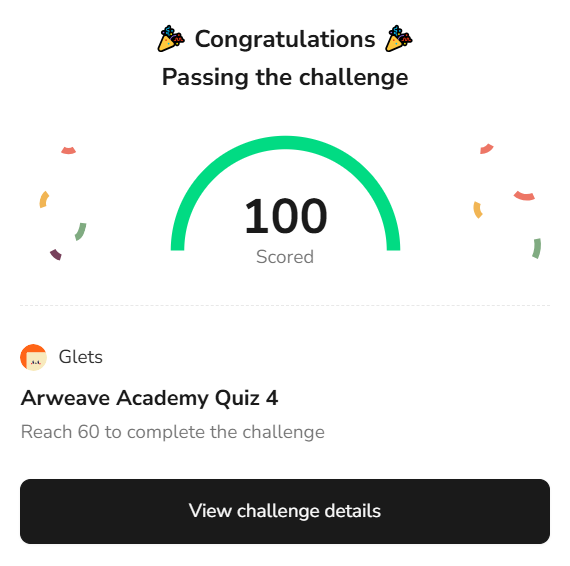 Congratulations
Passing the challenge
100
Scored
Glets
Arweave Academy Quiz 4
Reach 60 to complete the challenge
View challenge details